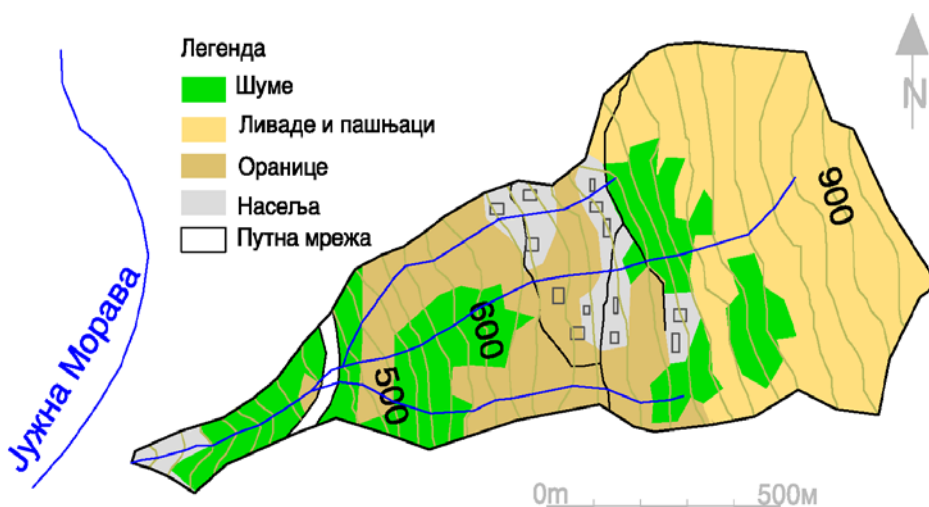 Легенда
Шуме
Ливаде и пашњаци
Оранице
Насеља
Путна мрежа
N
900
600
500
Јужна Морава
0m 500м